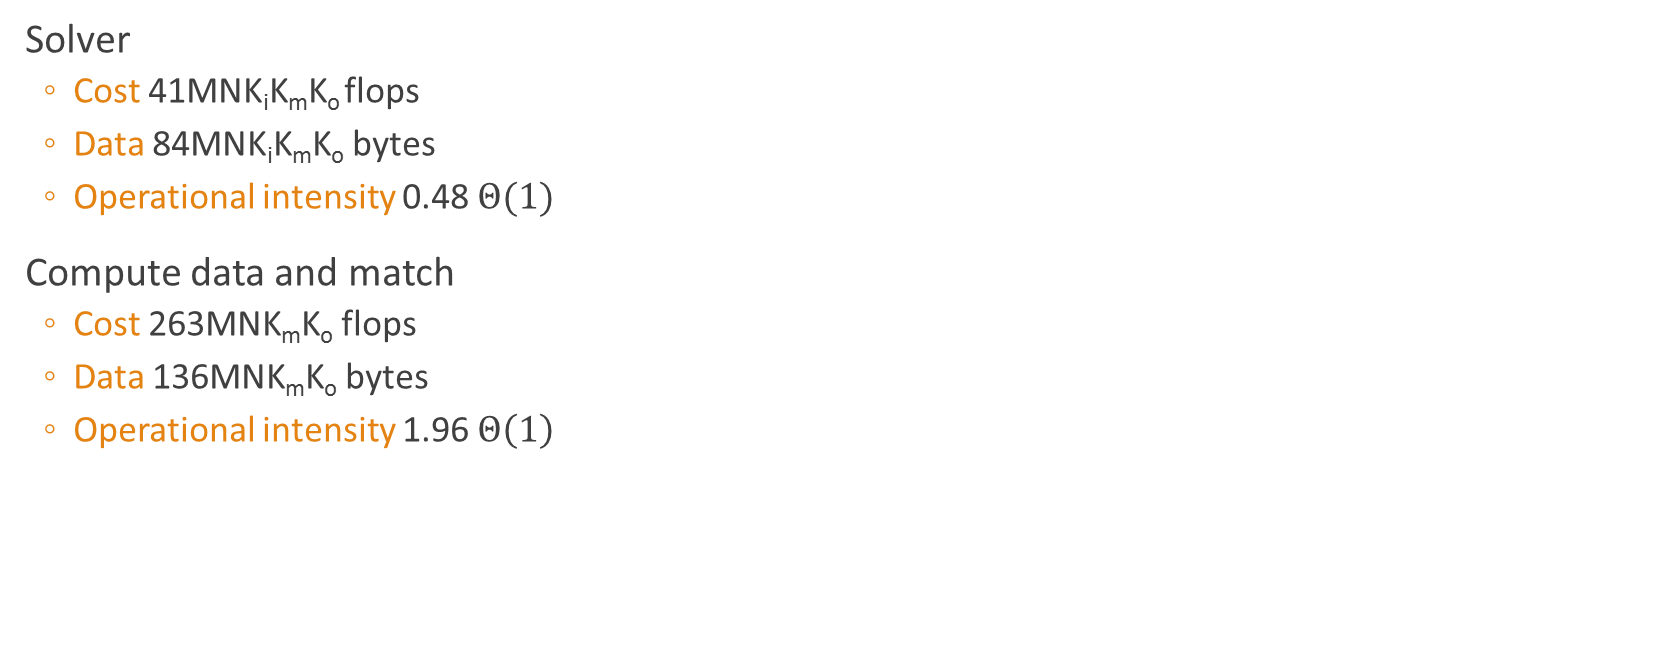 Solver
◦ Cost 41MNKᵢKₘKₒ flops
◦ Data 84MNKᵢKₘKₒ bytes
◦ Operational intensity 0.48 Θ(1)
Compute data and match
◦ Cost 263MNKₘKₒ flops
◦ Data 136MNKₘKₒ bytes
◦ Operational intensity 1.96 Θ(1)